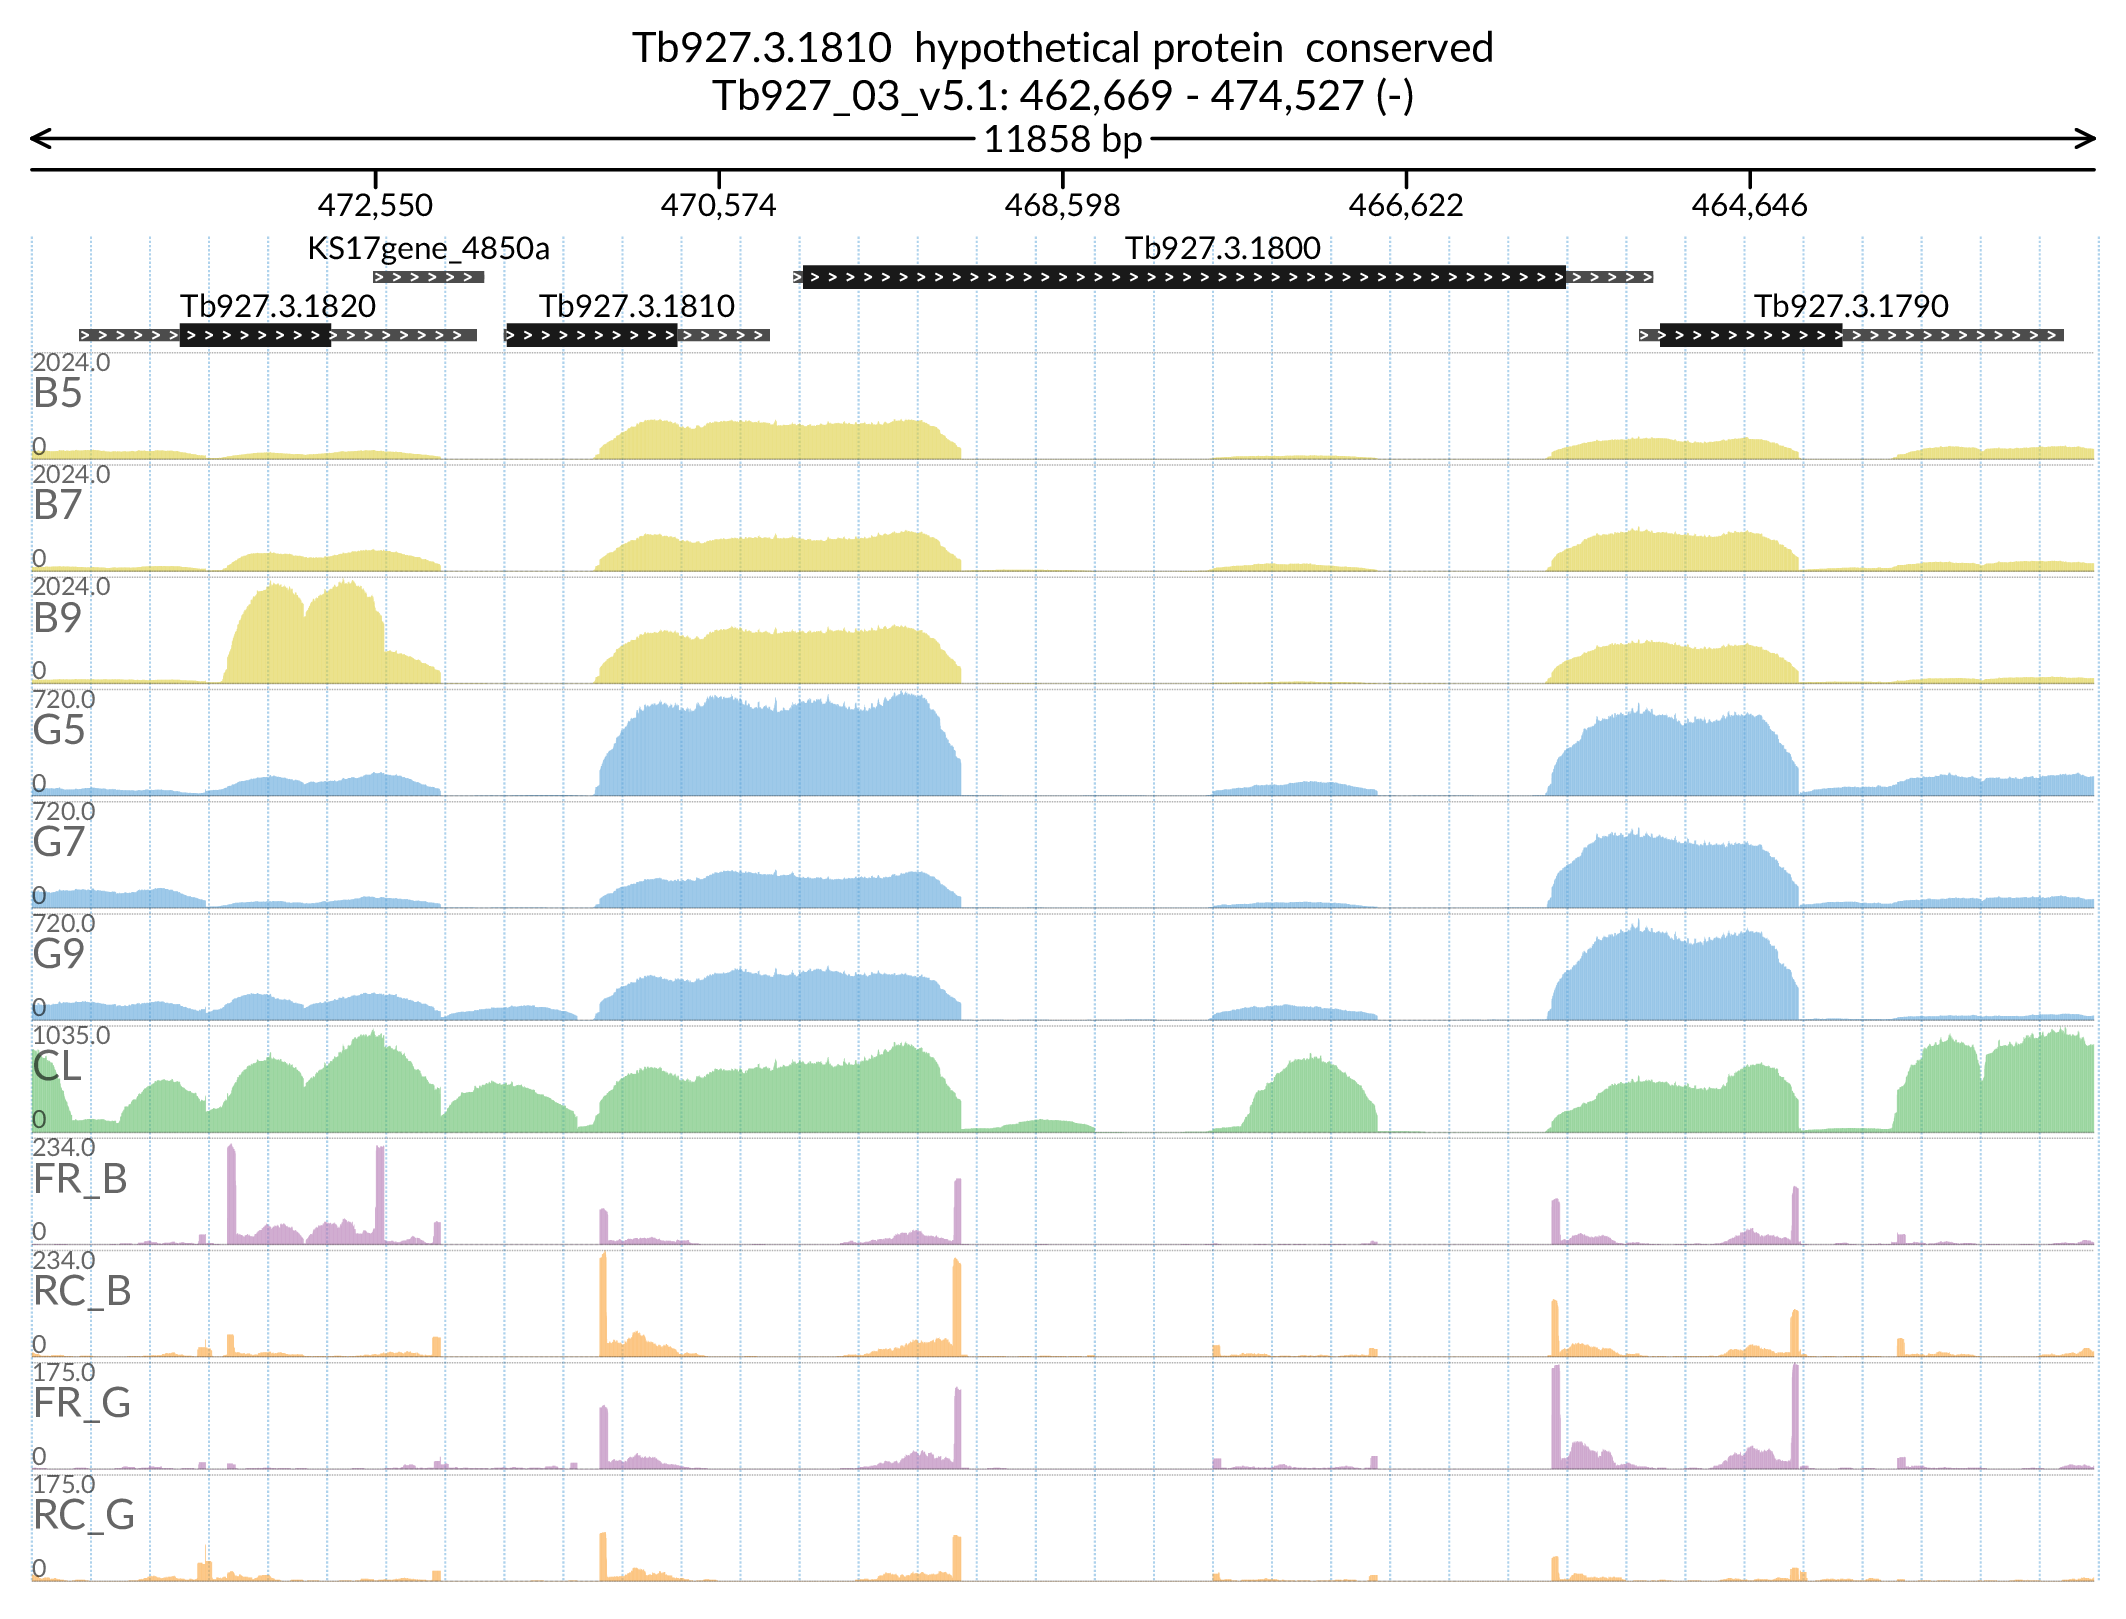 Tb927.3.1810  hypothetical protein  conserved
Tb927_03_v5.1: 462,669 - 474,527 (-)
11858 bp
472,550 470,574 468,598 466,622 464,646
KS17gene_4850a Tb927.3.1800
Tb927.3.1820 Tb927.3.1810 Tb927.3.1790
2024.0
B5
0
2024.0
B7
0
2024.0
B9
0
720.0
G5
0
720.0
G7
0
720.0
G9
0
1035.0
CL
0
234.0
FR_B
0
234.0
RC_B
0
175.0
FR_G
0
175.0
RC_G
0